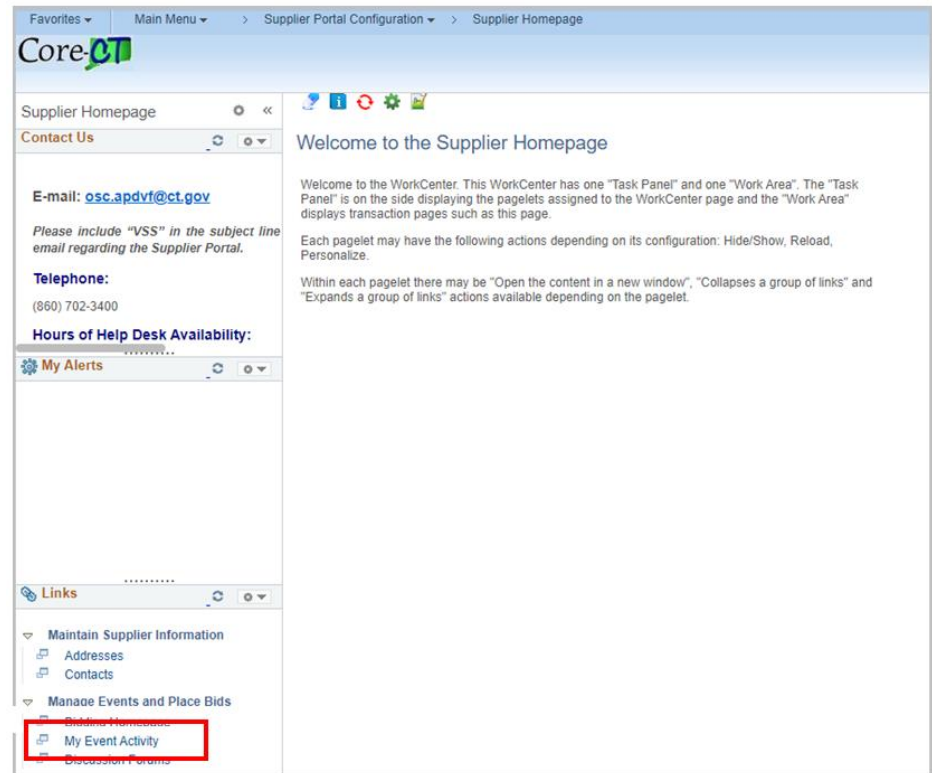 Favorites Main Menu > Supplier Portal Configuration > Supplier Homepage
Core-CT
Supplier Homepage «
Contact Us
E-mail: osc.apdvf@ct.gov
Please include “VSS” in the subject line
email regarding the Supplier Portal.
Telephone:
(860) 702-3400
Hours of Help Desk Availability:
My Alerts
Links
Maintain Supplier Information
Addresses
Contacts
Manage Events and Place Bids
Bidding Homepage
My Event Activity
Discussion Forums
Welcome to the Supplier Homepage
Welcome to the WorkCenter. This WorkCenter has one "Task Panel" and one "Work Area". The "Task
Panel" is on the side displaying the pagelets assigned to the WorkCenter page and the "Work Area"
displays transaction pages such as this page.
Each pagelet may have the following actions depending on its configuration: Hide/Show, Reload,
Personalize.
Within each pagelet there may be "Open the content in a new window", "Collapses a group of links" and
"Expands a group of links" actions available depending on the pagelet.